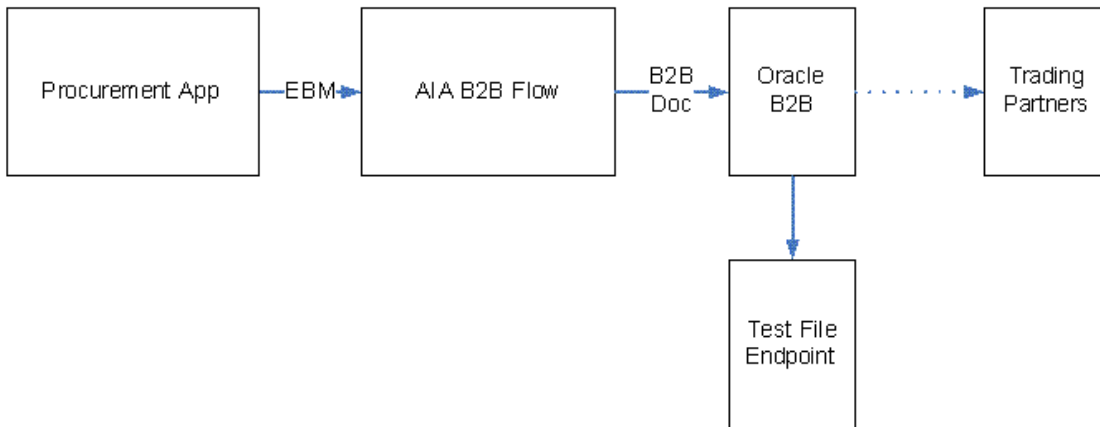 Procurement App
EBM
AIA B2B Flow
B2B
Doc
Oracle
B2B
Trading
Partners
Test File
Endpoint